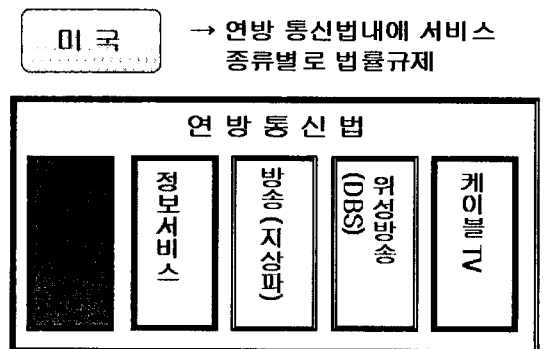 미 국
→ 연방 통신법내에 서비스
종류별로 법률규제
연 방 통 신 법
정보서비스
방송 (지상파)
위성방송
(DBS)
케이블 TV